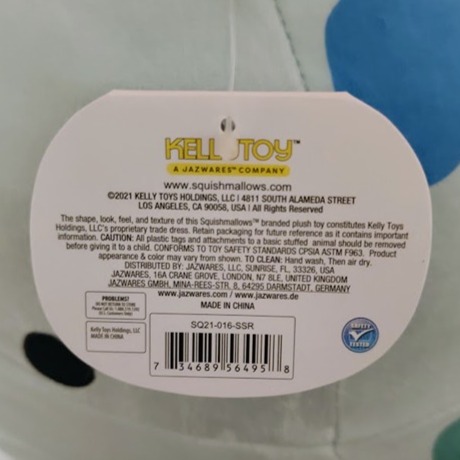 KELLYTOY™
A JAZWARES™ COMPANY
www.squishmallows.com
©2021 KELLY TOYS HOLDINGS, LLC | 4811 SOUTH ALAMEDA STREET
LOS ANGELES, CA 90058, USA | All Rights Reserved
The shape, look, feel, and texture of this Squishmallows™ branded plush toy constitutes Kelly Toys
Holdings, LLC's proprietary trade dress. Retain packaging for future reference as it contains important
information. CAUTION: All plastic tags and attachments to a basic stuffed animal should be removed
before giving it to a child. CONFORMS TO TOY SAFETY STANDARDS CPSIA ASTM F963. Product
appearance & color may vary from shown. TO CLEAN: Hand wash, Then air dry.
DISTRIBUTED BY: JAZWARES, LLC, SUNRISE, FL, 33326, USA
JAZWARES, 16A CRANE GROVE, LONDON, N7 8LE, UNITED KINGDOM
JAZWARES GMBH, MINA-REES-STR. 8, 64295 DARMSTADT, GERMANY
www.jazwares.com / www.jazwares.de
MADE IN CHINA
PROBLEMS?
DO NOT RETURN TO STORE
Kelly Toys Holdings, LLC
MADE IN CHINA
SQ21-016-SSR
7 34689 56495 8
SAFETY
TESTED